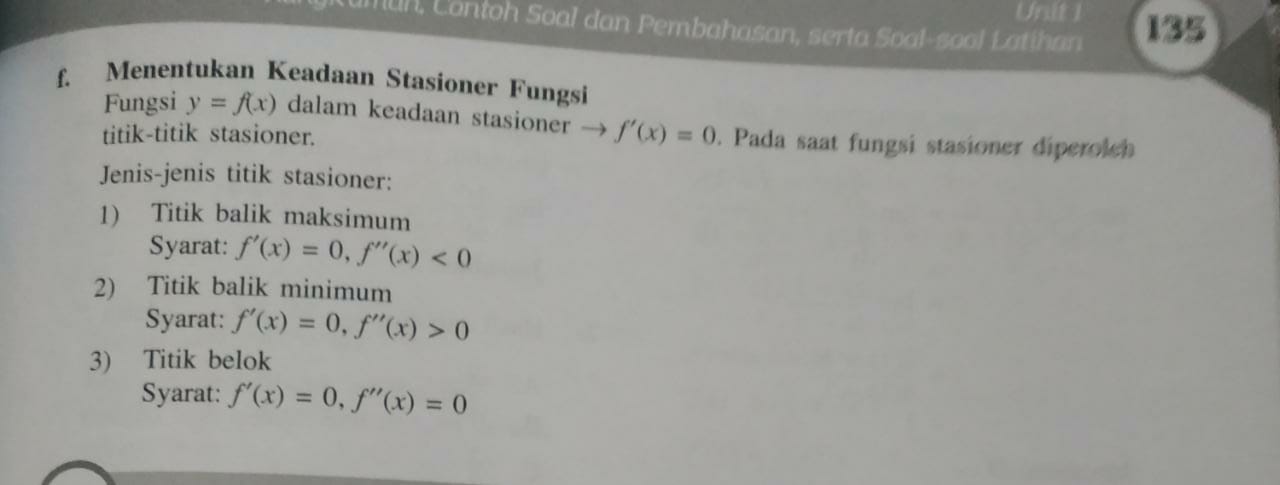 Contoh Soal dan Pembahasan, serta Soal-soal Latihan
Unit 1
135
f. Menentukan Keadaan Stasioner Fungsi
Fungsi y = f(x) dalam keadaan stasioner → f′(x) = 0. Pada saat fungsi stasioner diperoleh
titik-titik stasioner.
Jenis-jenis titik stasioner:
1) Titik balik maksimum
Syarat: f′(x) = 0, f′′(x) < 0
2) Titik balik minimum
Syarat: f′(x) = 0, f′′(x) > 0
3) Titik belok
Syarat: f′(x) = 0, f′′(x) = 0